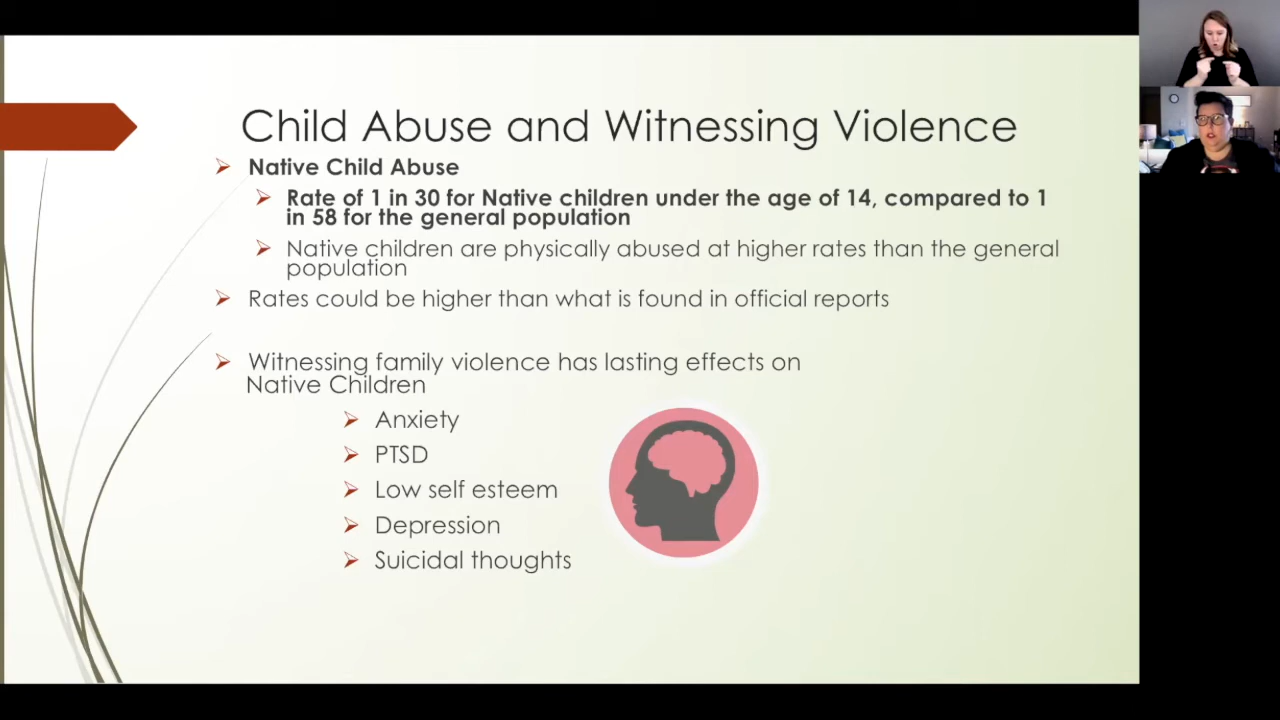 Child Abuse and Witnessing Violence
Native Child Abuse
Rate of 1 in 30 for Native children under the age of 14, compared to 1
in 58 for the general population
Native children are physically abused at higher rates than the general
population
Rates could be higher than what is found in official reports
Witnessing family violence has lasting effects on
Native Children
Anxiety
PTSD
Low self esteem
Depression
Suicidal thoughts